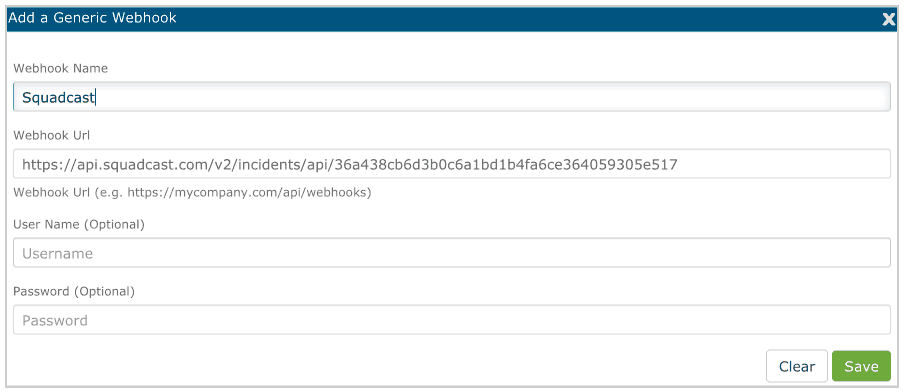 Add a Generic Webhook X
Webhook Name
Squadcast
Webhook Url
https://api.squadcast.com/v2/incidents/api/36a438cb6d3b0c6a1bd1b4fa6ce364059305e517
Webhook Url (e.g. https://mycompany.com/api/webhooks)
User Name (Optional)
Username
Password (Optional)
Password
Clear Save